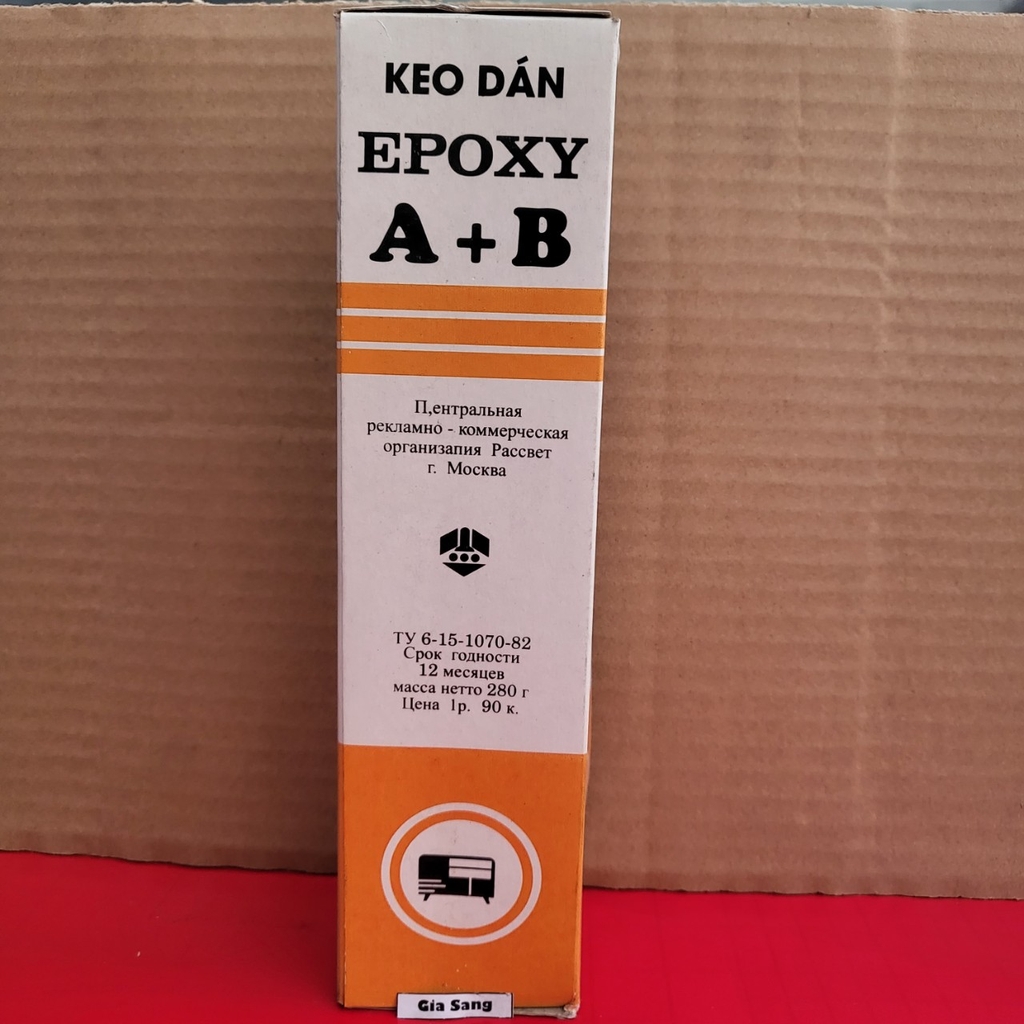 KEO DÁN
EPOXY
A + B
П,ентральная
рекламно - коммерческая
организапия Рассвет
г. Москва
ТУ 6-15-1070-82
Срок годности
12 месяцев
масса нетто 280 г
Цена 1р. 90 к.
Gia Sang